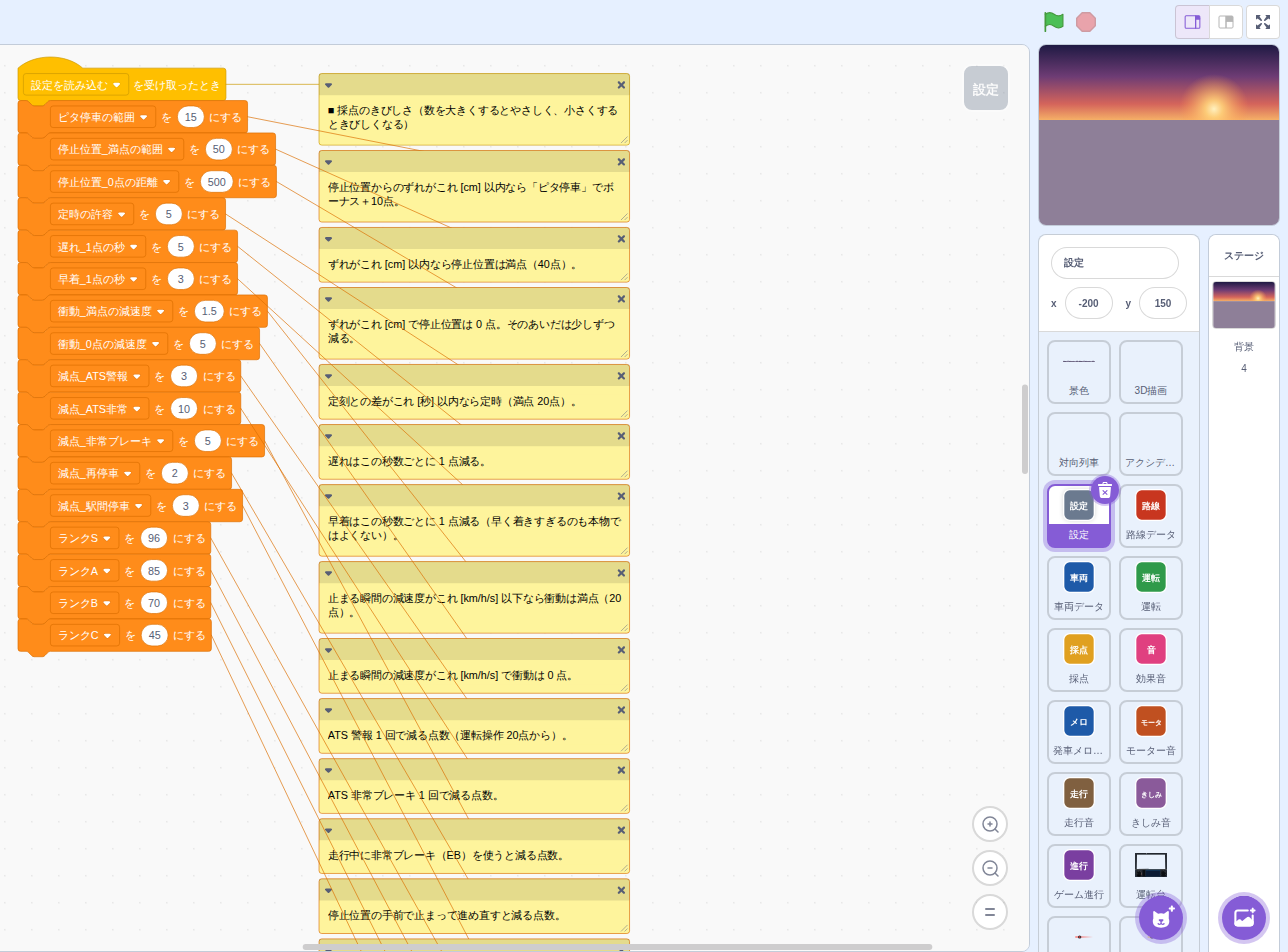 設定を読み込む を受け取ったとき
ピタ停車の範囲 を 15 にする
停止位置_満点の範囲 を 50 にする
停止位置_0点の距離 を 500 にする
定時の許容 を 5 にする
遅れ_1点の秒 を 5 にする
早着_1点の秒 を 3 にする
衝動_満点の減速度 を 1.5 にする
衝動_0点の減速度 を 5 にする
減点_ATS警報 を 3 にする
減点_ATS非常 を 10 にする
減点_非常ブレーキ を 5 にする
減点_再停車 を 2 にする
減点_駅間停車 を 3 にする
ランクS を 96 にする
ランクA を 85 にする
ランクB を 70 にする
ランクC を 45 にする
■ 採点のきびしさ（数を大きくするとやさしく、小さくする
ときびしくなる）
停止位置からのずれがこれ [cm] 以内なら「ピタ停車」でボ
ーナス＋10点。
ずれがこれ [cm] 以内なら停止位置は満点（40点）。
ずれがこれ [cm] で停止位置は 0 点。そのあいだは少しずつ
減る。
定刻との差がこれ [秒] 以内なら定時（満点 20点）。
遅れはこの秒数ごとに 1 点減る。
早着はこの秒数ごとに 1 点減る（早く着きすぎるのも本物で
はよくない）。
止まる瞬間の減速度がこれ [km/h/s] 以下なら衝動は満点（20
点）。
止まる瞬間の減速度がこれ [km/h/s] で衝動は 0 点。
ATS 警報 1 回で減る点数（運転操作 20点から）。
ATS 非常ブレーキ 1 回で減る点数。
走行中に非常ブレーキ（EB）を使うと減る点数。
停止位置の手前で止まって進め直すと減る点数。
設定
設定
x -200 y 150
景色
3D描画
対向列車
アクシデ…
設定
設定
路線
路線データ
車両
車両データ
運転
運転
採点
採点
音
効果音
メロ
発車メロ…
モータ
モーター音
走行
走行音
きしみ
きしみ音
進行
ゲーム進行
運転台
ステージ
背景
4